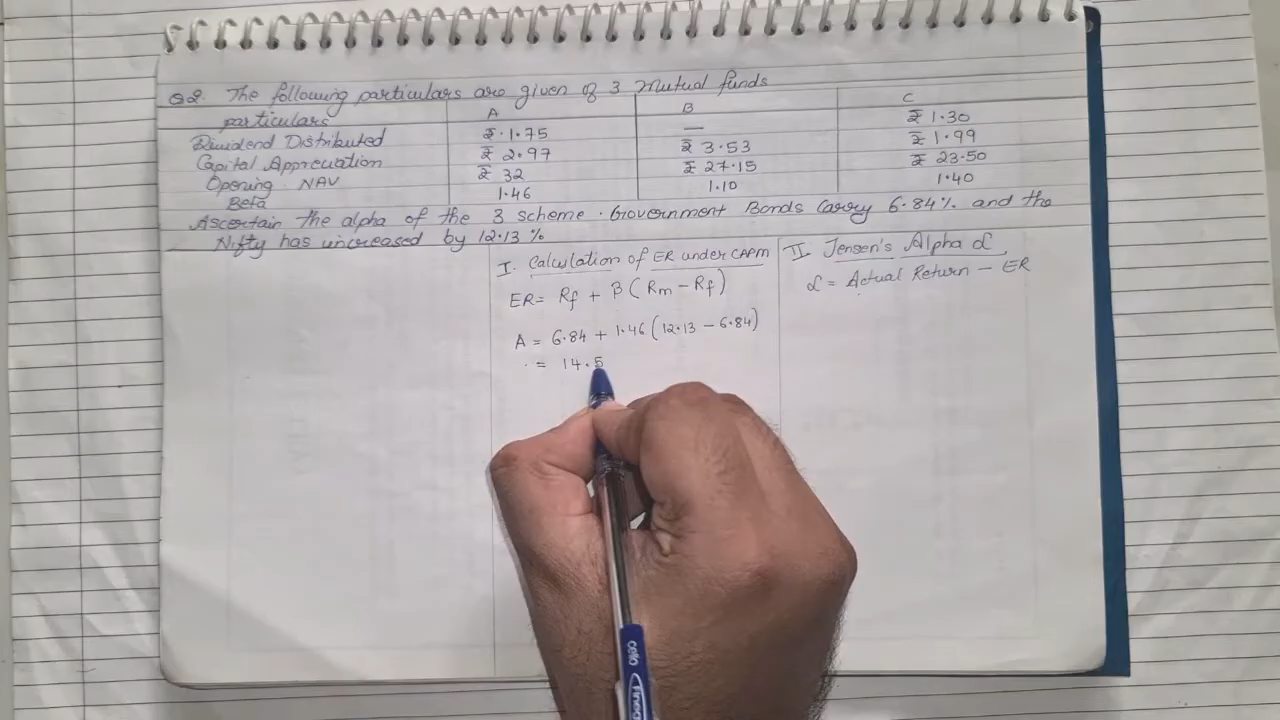 Q2. The following particulars are given of 3 Mutual funds
particulars A B C
Dividend Distributed ₹ 1.75 — ₹ 1.30
Capital Appreciation ₹ 2.97 ₹ 3.53 ₹ 1.99
Opening NAV ₹ 32 ₹ 27.15 ₹ 23.50
Beta 1.46 1.10 1.40
Ascertain the alpha of the 3 scheme. Government Bonds carry 6.84% and the
Nifty has increased by 12.13 %
I. Calculation of ER under CAPM
ER = Rf + β (Rm - Rf)
A = 6.84 + 1.46 (12.13 - 6.84)
= 14.5
II Jensen's Alpha α
α = Actual Return - ER
cello